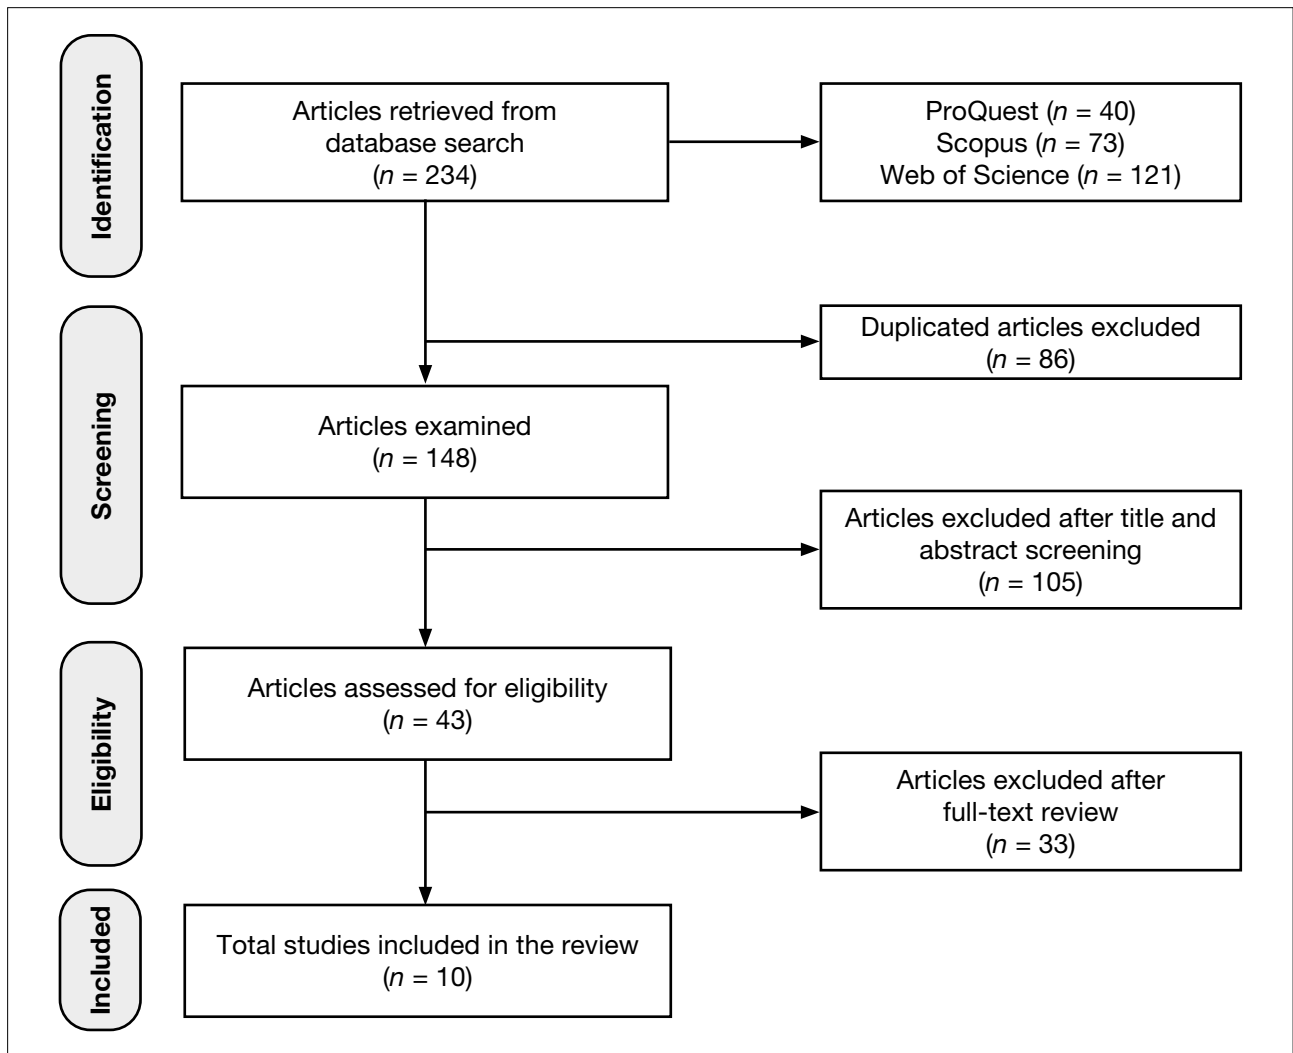 Identification
Articles retrieved from
database search
(n = 234)
ProQuest (n = 40)
Scopus (n = 73)
Web of Science (n = 121)
Screening
Duplicated articles excluded
(n = 86)
Articles examined
(n = 148)
Articles excluded after title and
abstract screening
(n = 105)
Eligibility
Articles assessed for eligibility
(n = 43)
Articles excluded after
full-text review
(n = 33)
Included
Total studies included in the review
(n = 10)